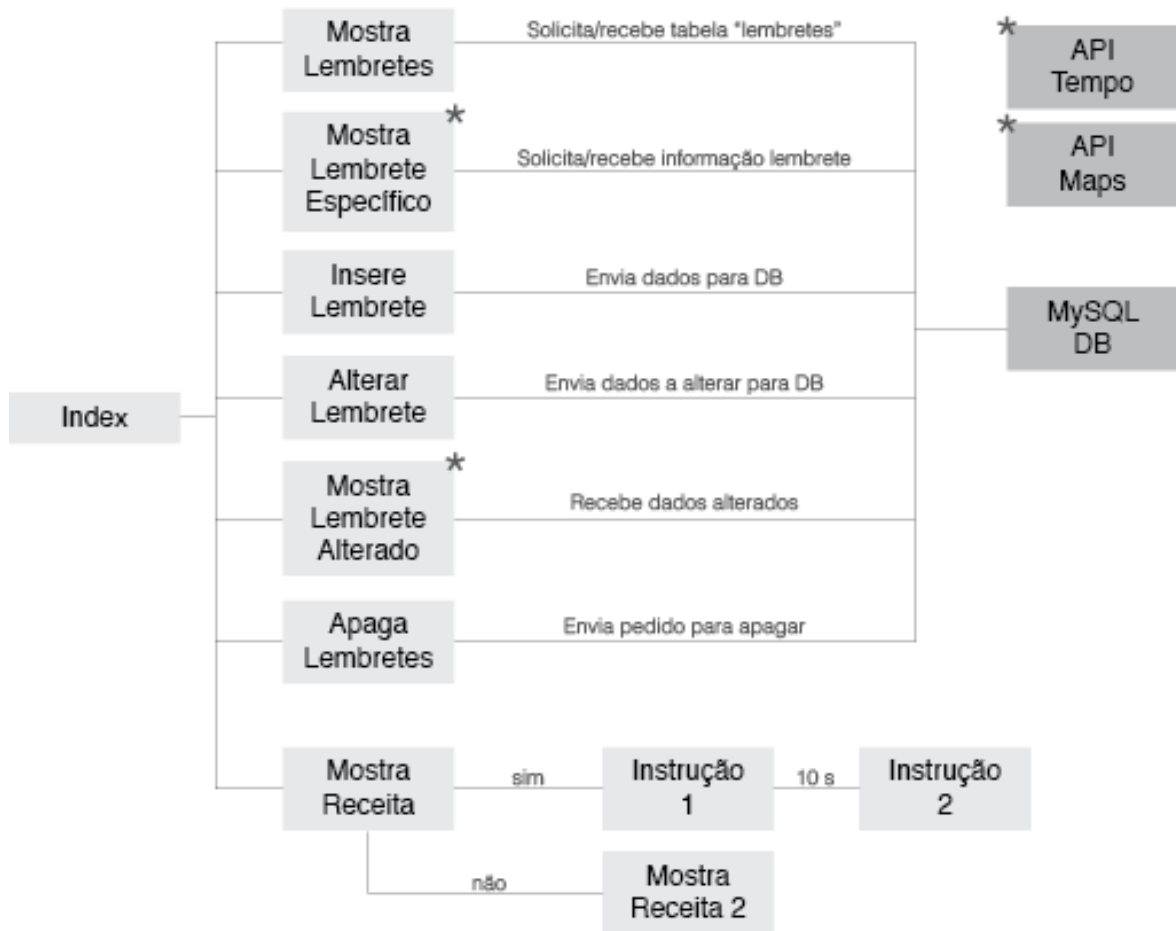 Mostra
Lembretes
Solicita/recebe tabela "lembretes"
*
API
Tempo
Mostra
Lembrete
Específico
*
Solicita/recebe informação lembrete
*
API
Maps
Insere
Lembrete
Envia dados para DB
MySQL
DB
Alterar
Lembrete
Envia dados a alterar para DB
Index
Mostra
Lembrete
Alterado
*
Recebe dados alterados
Apaga
Lembretes
Envia pedido para apagar
Mostra
Receita
sim
Instrução
1
10 s
Instrução
2
não
Mostra
Receita 2